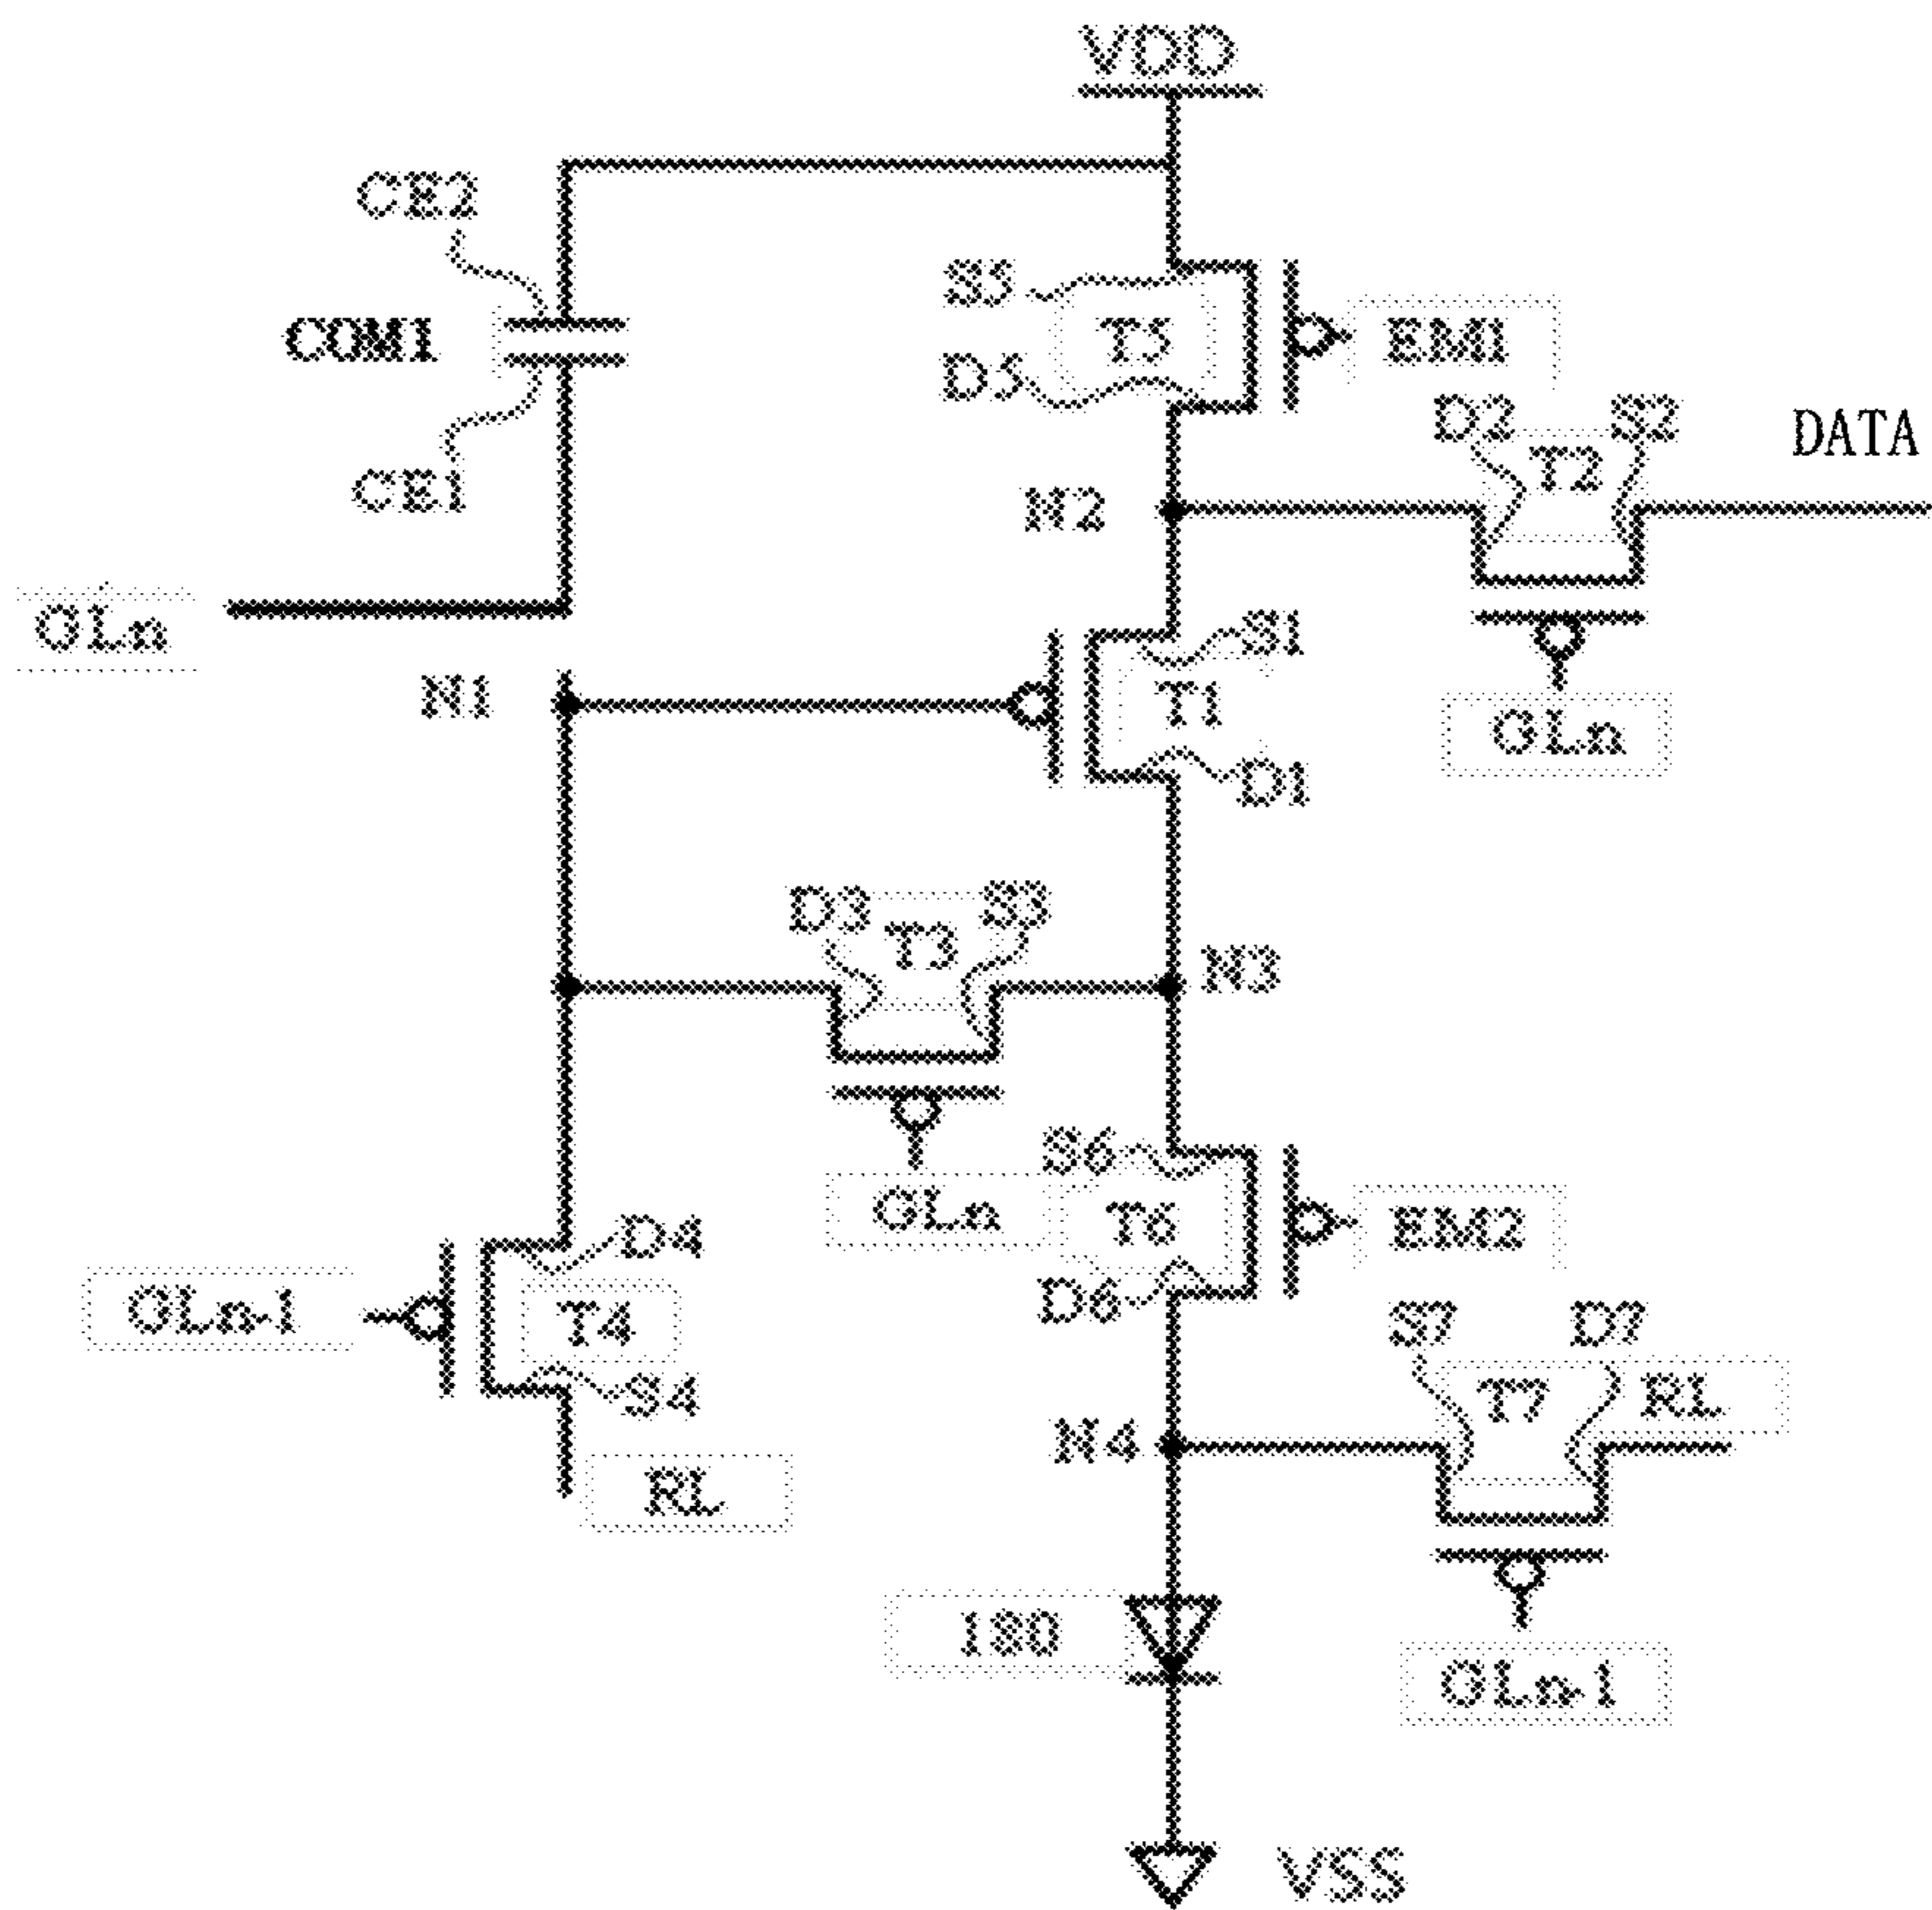 VDD
CE2
S5
T5
EM1
COM1
D5
D2
S2
T2
DATA
CE1
N2
GLn
S1
N1
T1
GLn
D1
D3
S3
T3
N3
S6
GLn
T6
EM2
D4
GLn-1
T4
D6
S7
D7
S4
T7
RL
N4
RL
180
GLn-1
VSS